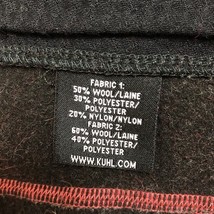 FABRIC 1:
50% WOOL/LAINE
30% POLYESTER/
POLYESTER
20% NYLON/NYLON
FABRIC 2:
60% WOOL/LAINE
40% POLYESTER/
POLYESTER
WWW.KUHL.COM